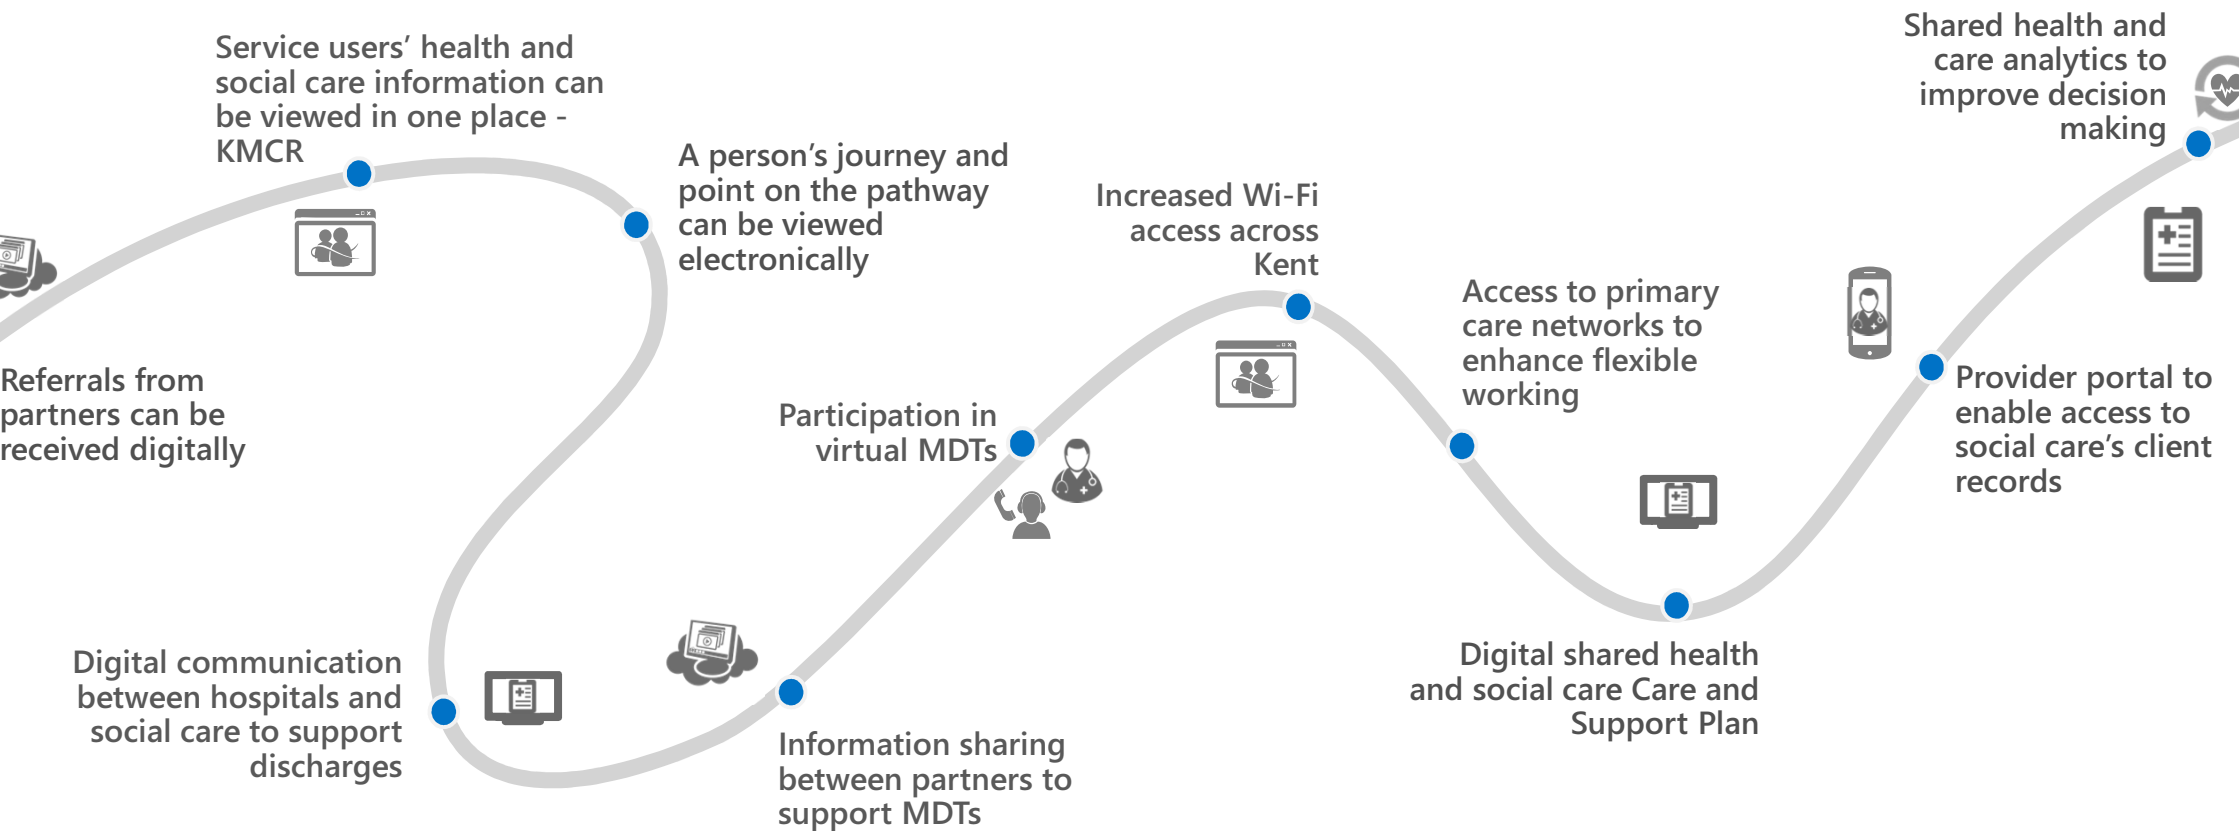 Referrals from
partners can be
received digitally
Service users’ health and
social care information can
be viewed in one place -
KMCR
A person’s journey and
point on the pathway
can be viewed
electronically
Digital communication
between hospitals and
social care to support
discharges
Information sharing
between partners to
support MDTs
Participation in
virtual MDTs
Increased Wi-Fi
access across
Kent
Access to primary
care networks to
enhance flexible
working
Digital shared health
and social care Care and
Support Plan
Provider portal to
enable access to
social care’s client
records
Shared health and
care analytics to
improve decision
making